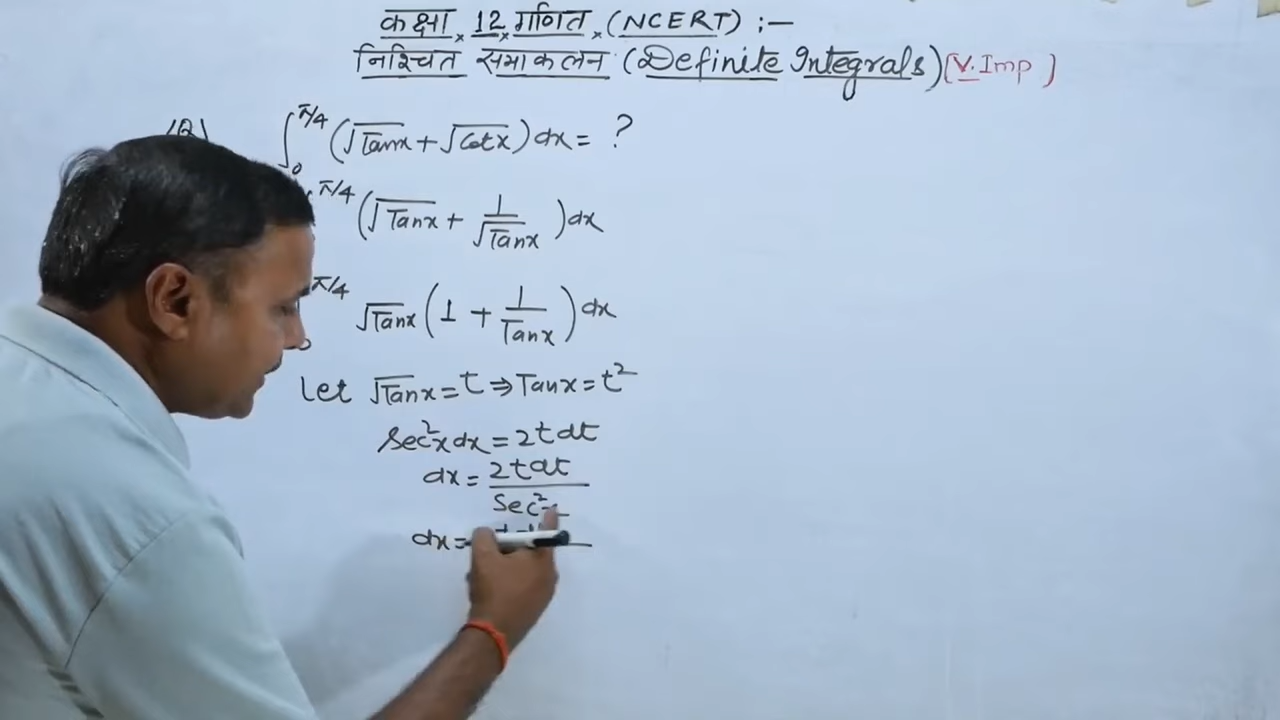 कक्षा × 12 × गणित × (NCERT) :-
निश्चित समाकलन (Definite Integrals) (V. Imp)
∫₀^π/4 (√Tanx + √Cotx) dx = ?
π/4 (√Tanx + 1/√Tanx) dx
π/4 √Tanx (1 + 1/Tanx) dx
Let √Tanx = t ⇒ Tanx = t²
Sec²x dx = 2t dt
dx = 2t dt / Sec²x
dx =